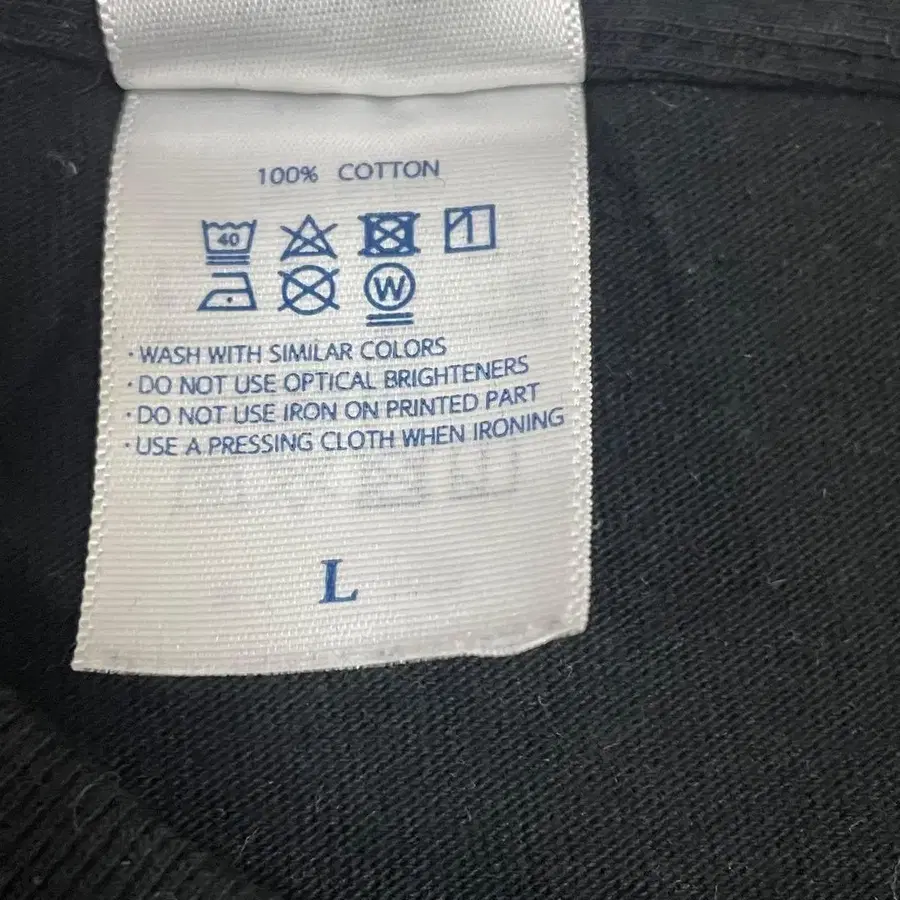 100% COTTON
40
W
· WASH WITH SIMILAR COLORS
· DO NOT USE OPTICAL BRIGHTENERS
· DO NOT USE IRON ON PRINTED PART
· USE A PRESSING CLOTH WHEN IRONING
L